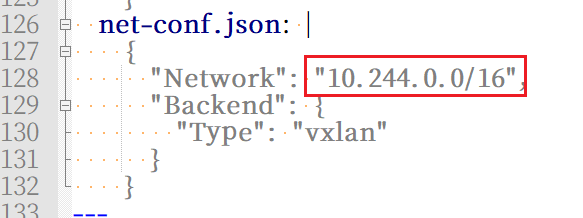 125
126 net-conf.json: |
127 {
128 "Network": "10.244.0.0/16",
129 "Backend": {
130 "Type": "vxlan"
131 }
132 }
133 ---